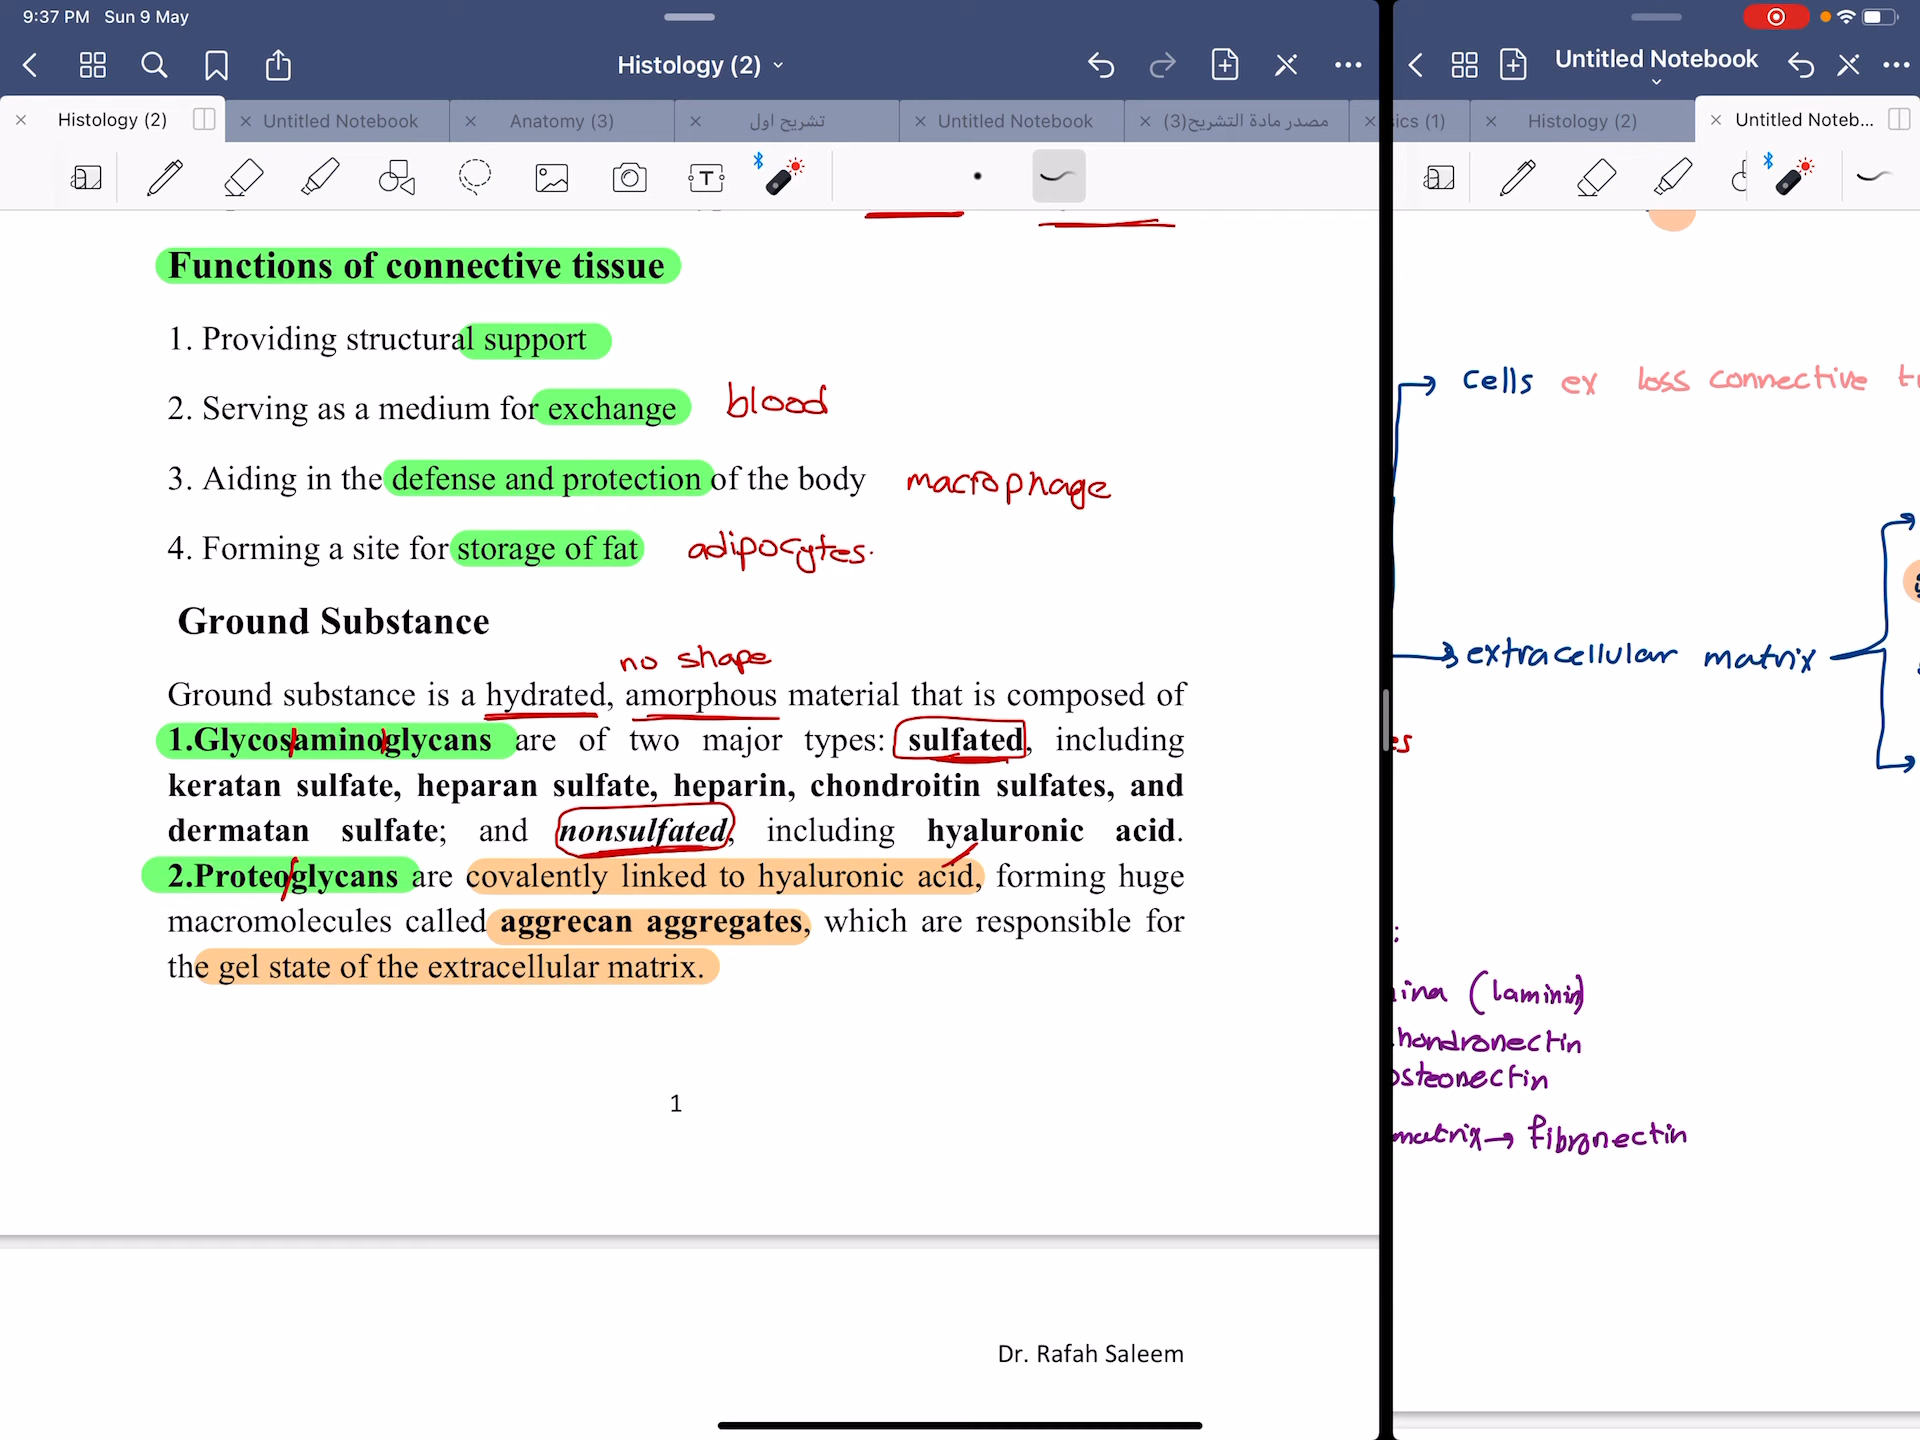 9:37 PM Sun 9 May
Histology (2)
Untitled Notebook
Histology (2)
Untitled Notebook
Anatomy (3)
تشريح اول
Untitled Notebook
مصدر مادة التشريح(3)
ics (1)
Histology (2)
Untitled Noteb...
Functions of connective tissue
1. Providing structural support
2. Serving as a medium for exchange blood
3. Aiding in the defense and protection of the body macrophage
4. Forming a site for storage of fat adipocytes.
Ground Substance
no shape
Ground substance is a hydrated, amorphous material that is composed of
1.Glycosaminoglycans are of two major types: sulfated, including
keratan sulfate, heparan sulfate, heparin, chondroitin sulfates, and
dermatan sulfate; and nonsulfated, including hyaluronic acid.
2.Proteoglycans are covalently linked to hyaluronic acid, forming huge
macromolecules called aggrecan aggregates, which are responsible for
the gel state of the extracellular matrix.
1
Dr. Rafah Saleem
cells ex loss connective
extracellular matrix
es
:
ina (laminin)
hondronectin
osteonectin
matrix→ fibronectin